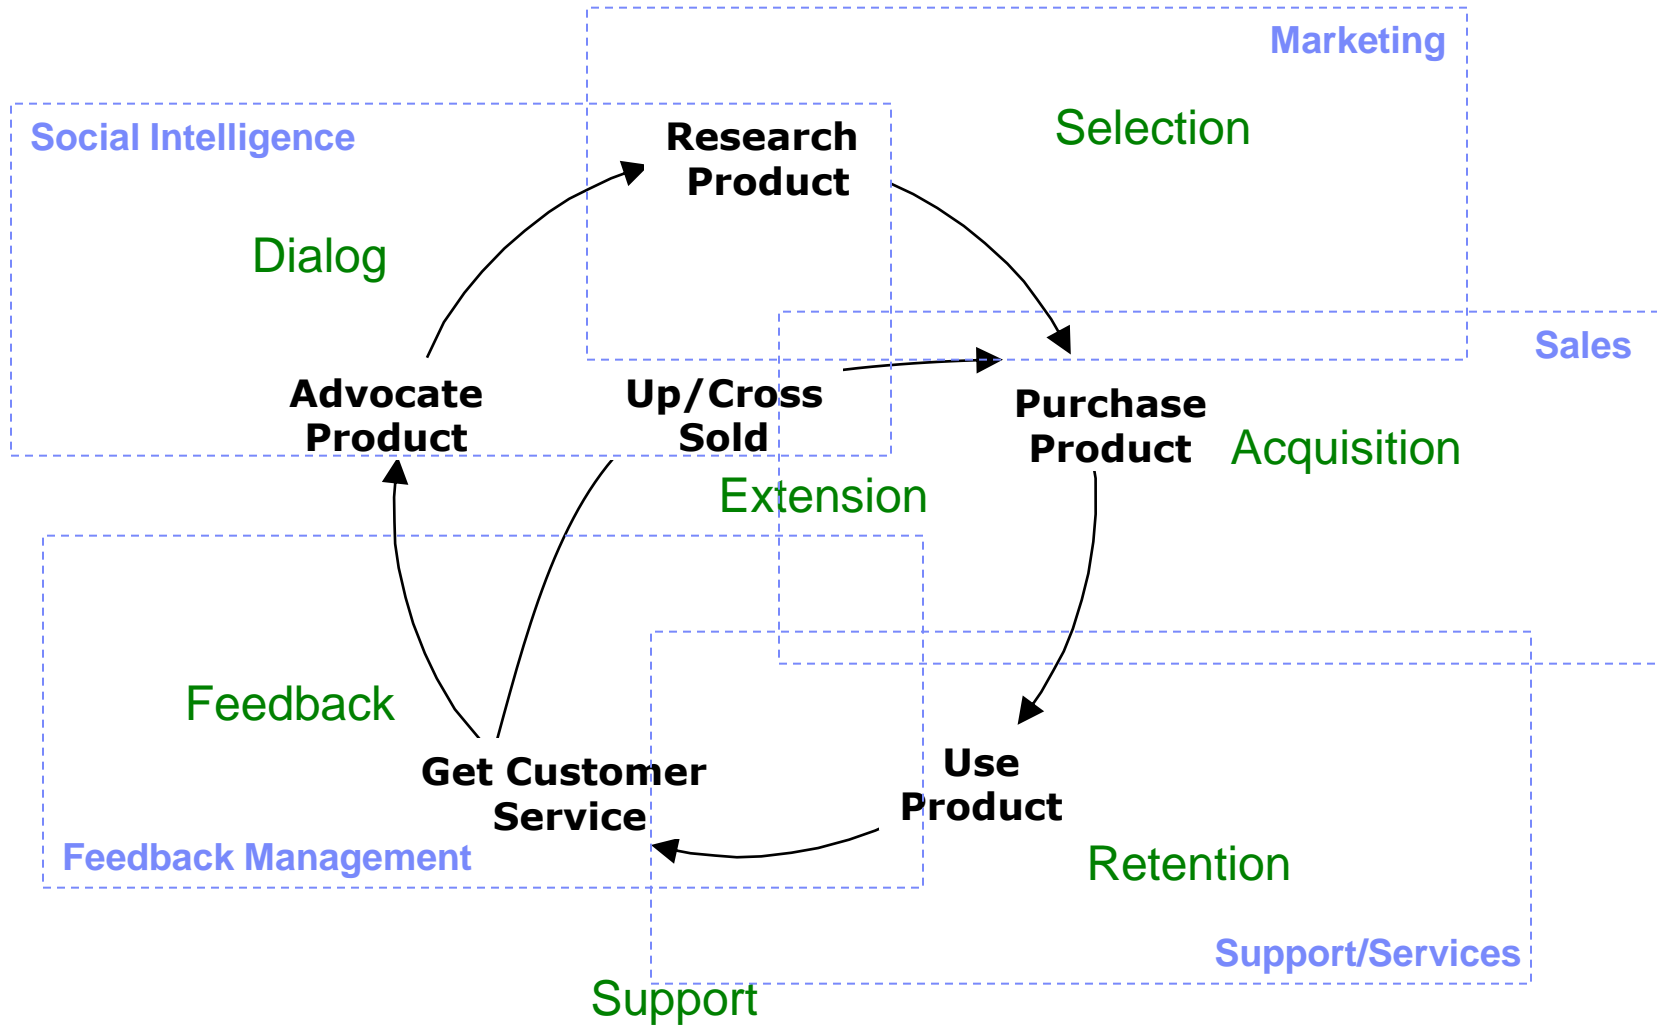 Marketing
Social Intelligence
Research
Product
Selection
Dialog
Sales
Advocate
Product
Up/Cross
Sold
Purchase
Product
Acquisition
Extension
Feedback
Get Customer
Service
Use
Product
Feedback Management
Retention
Support/Services
Support